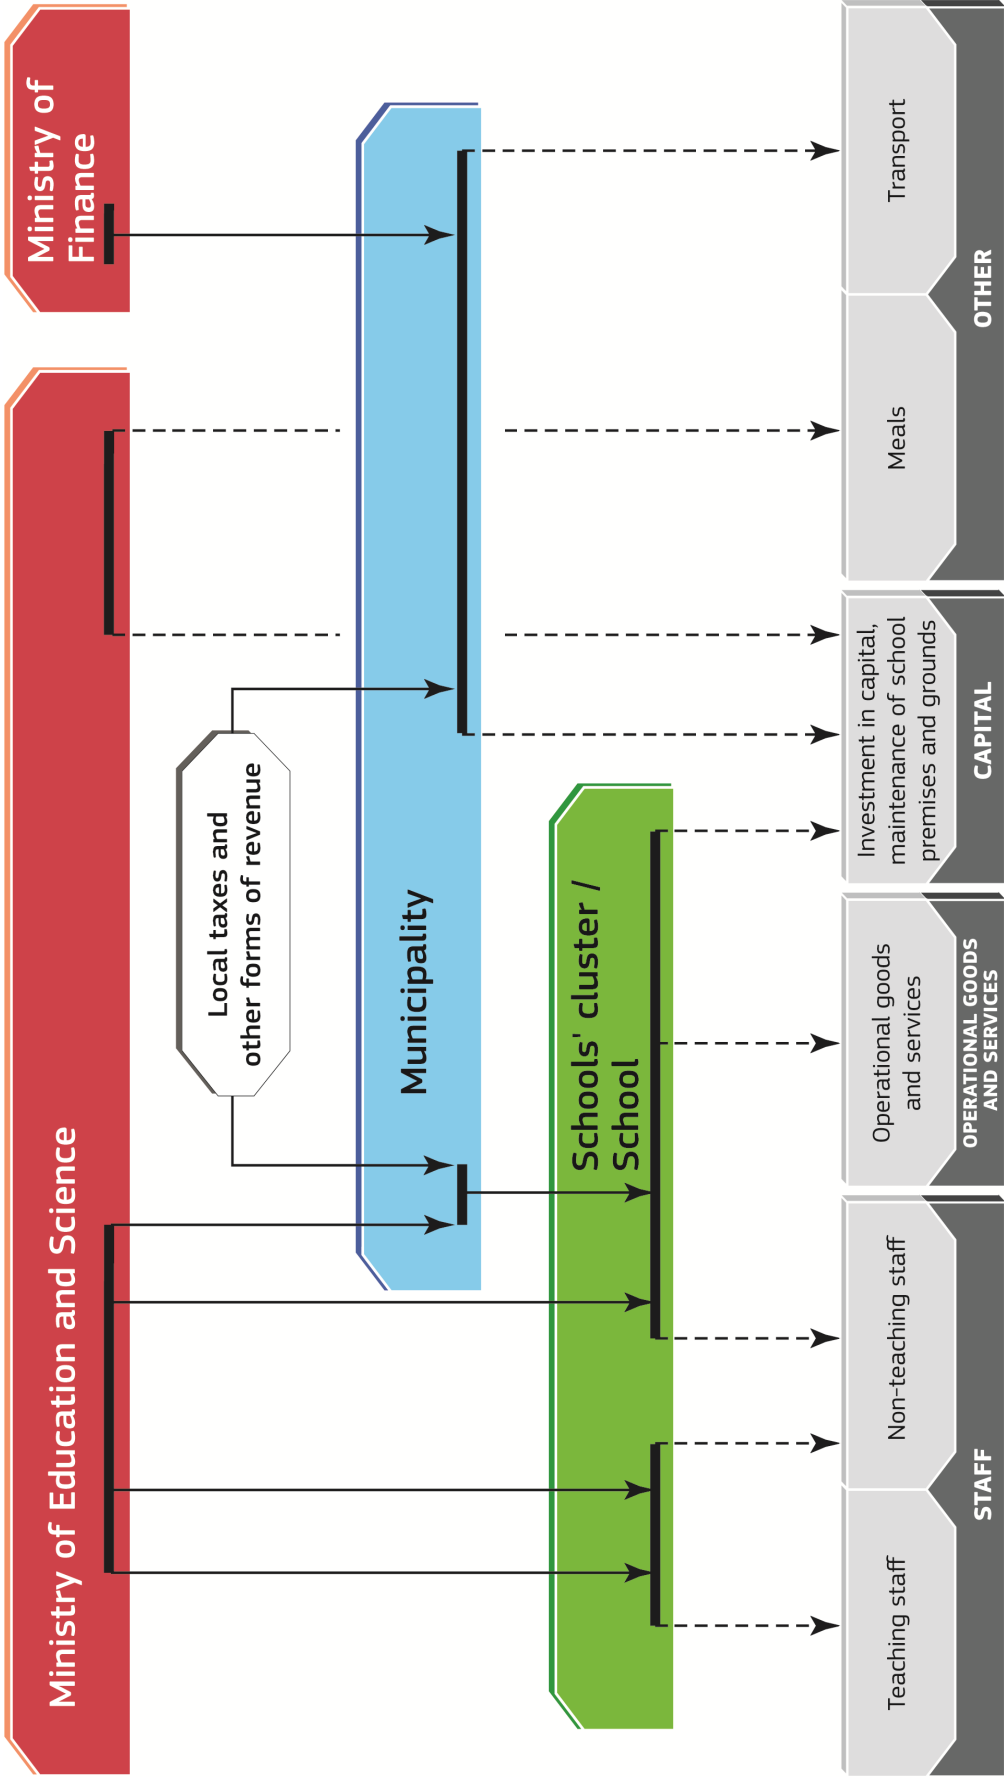 Ministry of Education and Science
Ministry of
Finance
Local taxes and
other forms of revenue
Municipality
Schools' cluster /
School
Teaching staff
Non-teaching staff
Operational goods
and services
Investment in capital,
maintenance of school
premises and grounds
Meals
Transport
STAFF
OPERATIONAL GOODS
AND SERVICES
CAPITAL
OTHER